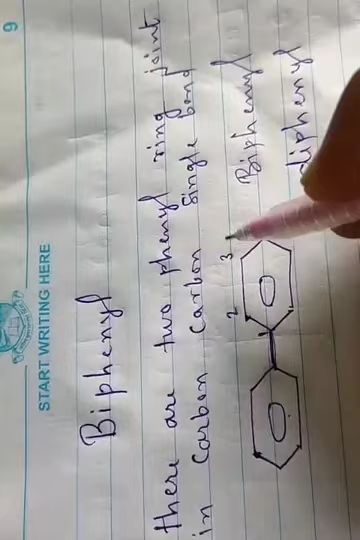 9
START WRITING HERE
Biphenyl
there are two phenyl ring joint
in Carbon Carbon Single bond
Biphenyl
diphenyl
2 3